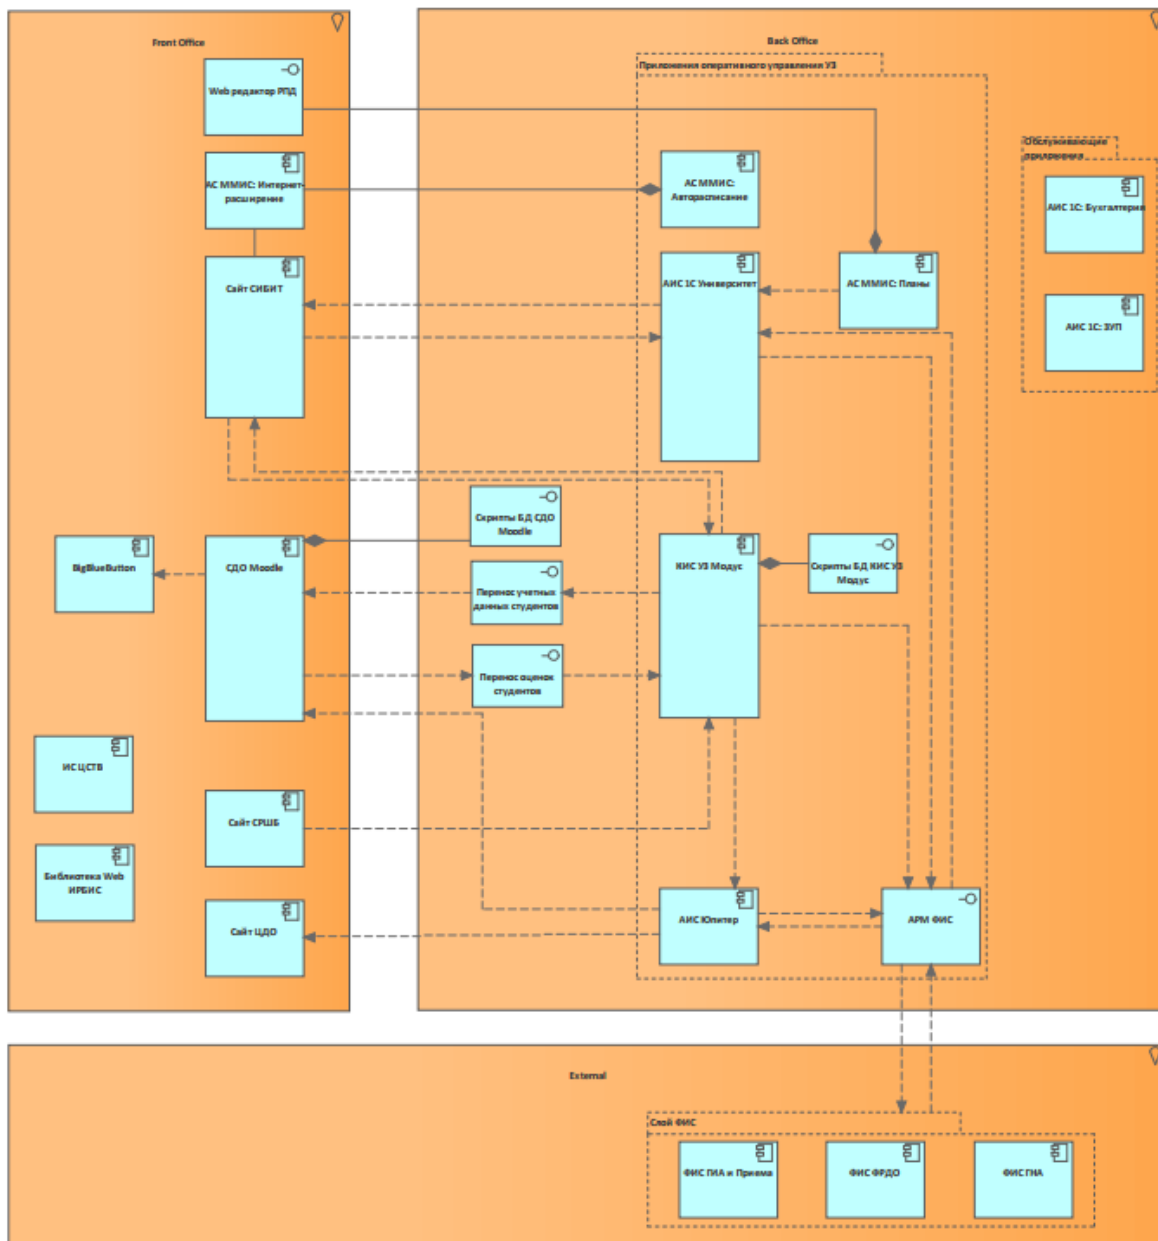 Front Office
Web редактор РПД
АС ММИС: Интернет-
расширение
Сайт СИБИТ
BigBlueButton
СДО Moodle
ИС ЦСТВ
Сайт СРШБ
Библиотека Web
ИРБИС
Сайт ЦДО
Back Office
Приложения оперативного управления УЗ
АС ММИС:
Авторасписание
АИС 1С Университет
АС ММИС: Планы
Обслуживающие
приложения
АИС 1С: Бухгалтерия
АИС 1С: ЗУП
Скрипты БД СДО
Moodle
Перенос учетных
данных студентов
Перенос оценок
студентов
КИС УЗ Модус
Скрипты БД КИС УЗ
Модус
АИС Юпитер
АРМ ФИС
External
Слой ФИС
ФИС ГИА и Приема
ФИС ФРДО
ФИС ГНА